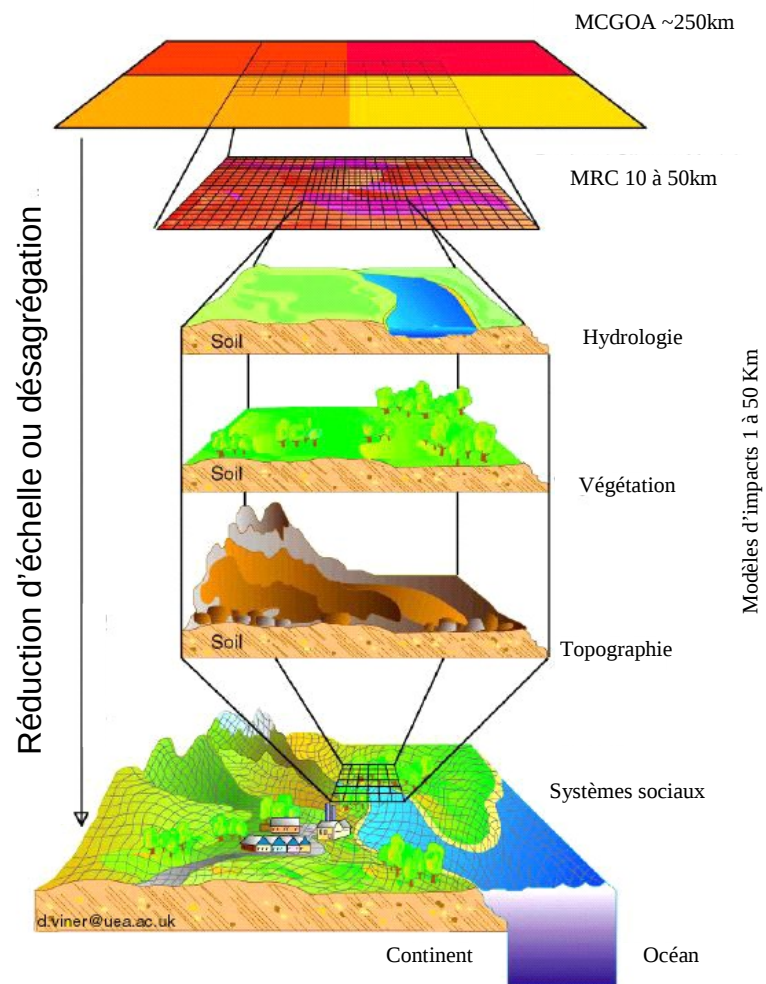 MCGOA ~250km
MRC 10 à 50km
Réduction d'échelle ou désagrégation
Soil
Hydrologie
Modèles d'impacts 1 à 50 Km
Soil
Végétation
Soil
Topographie
Systèmes sociaux
d.viner@uea.ac.uk
Continent
Océan